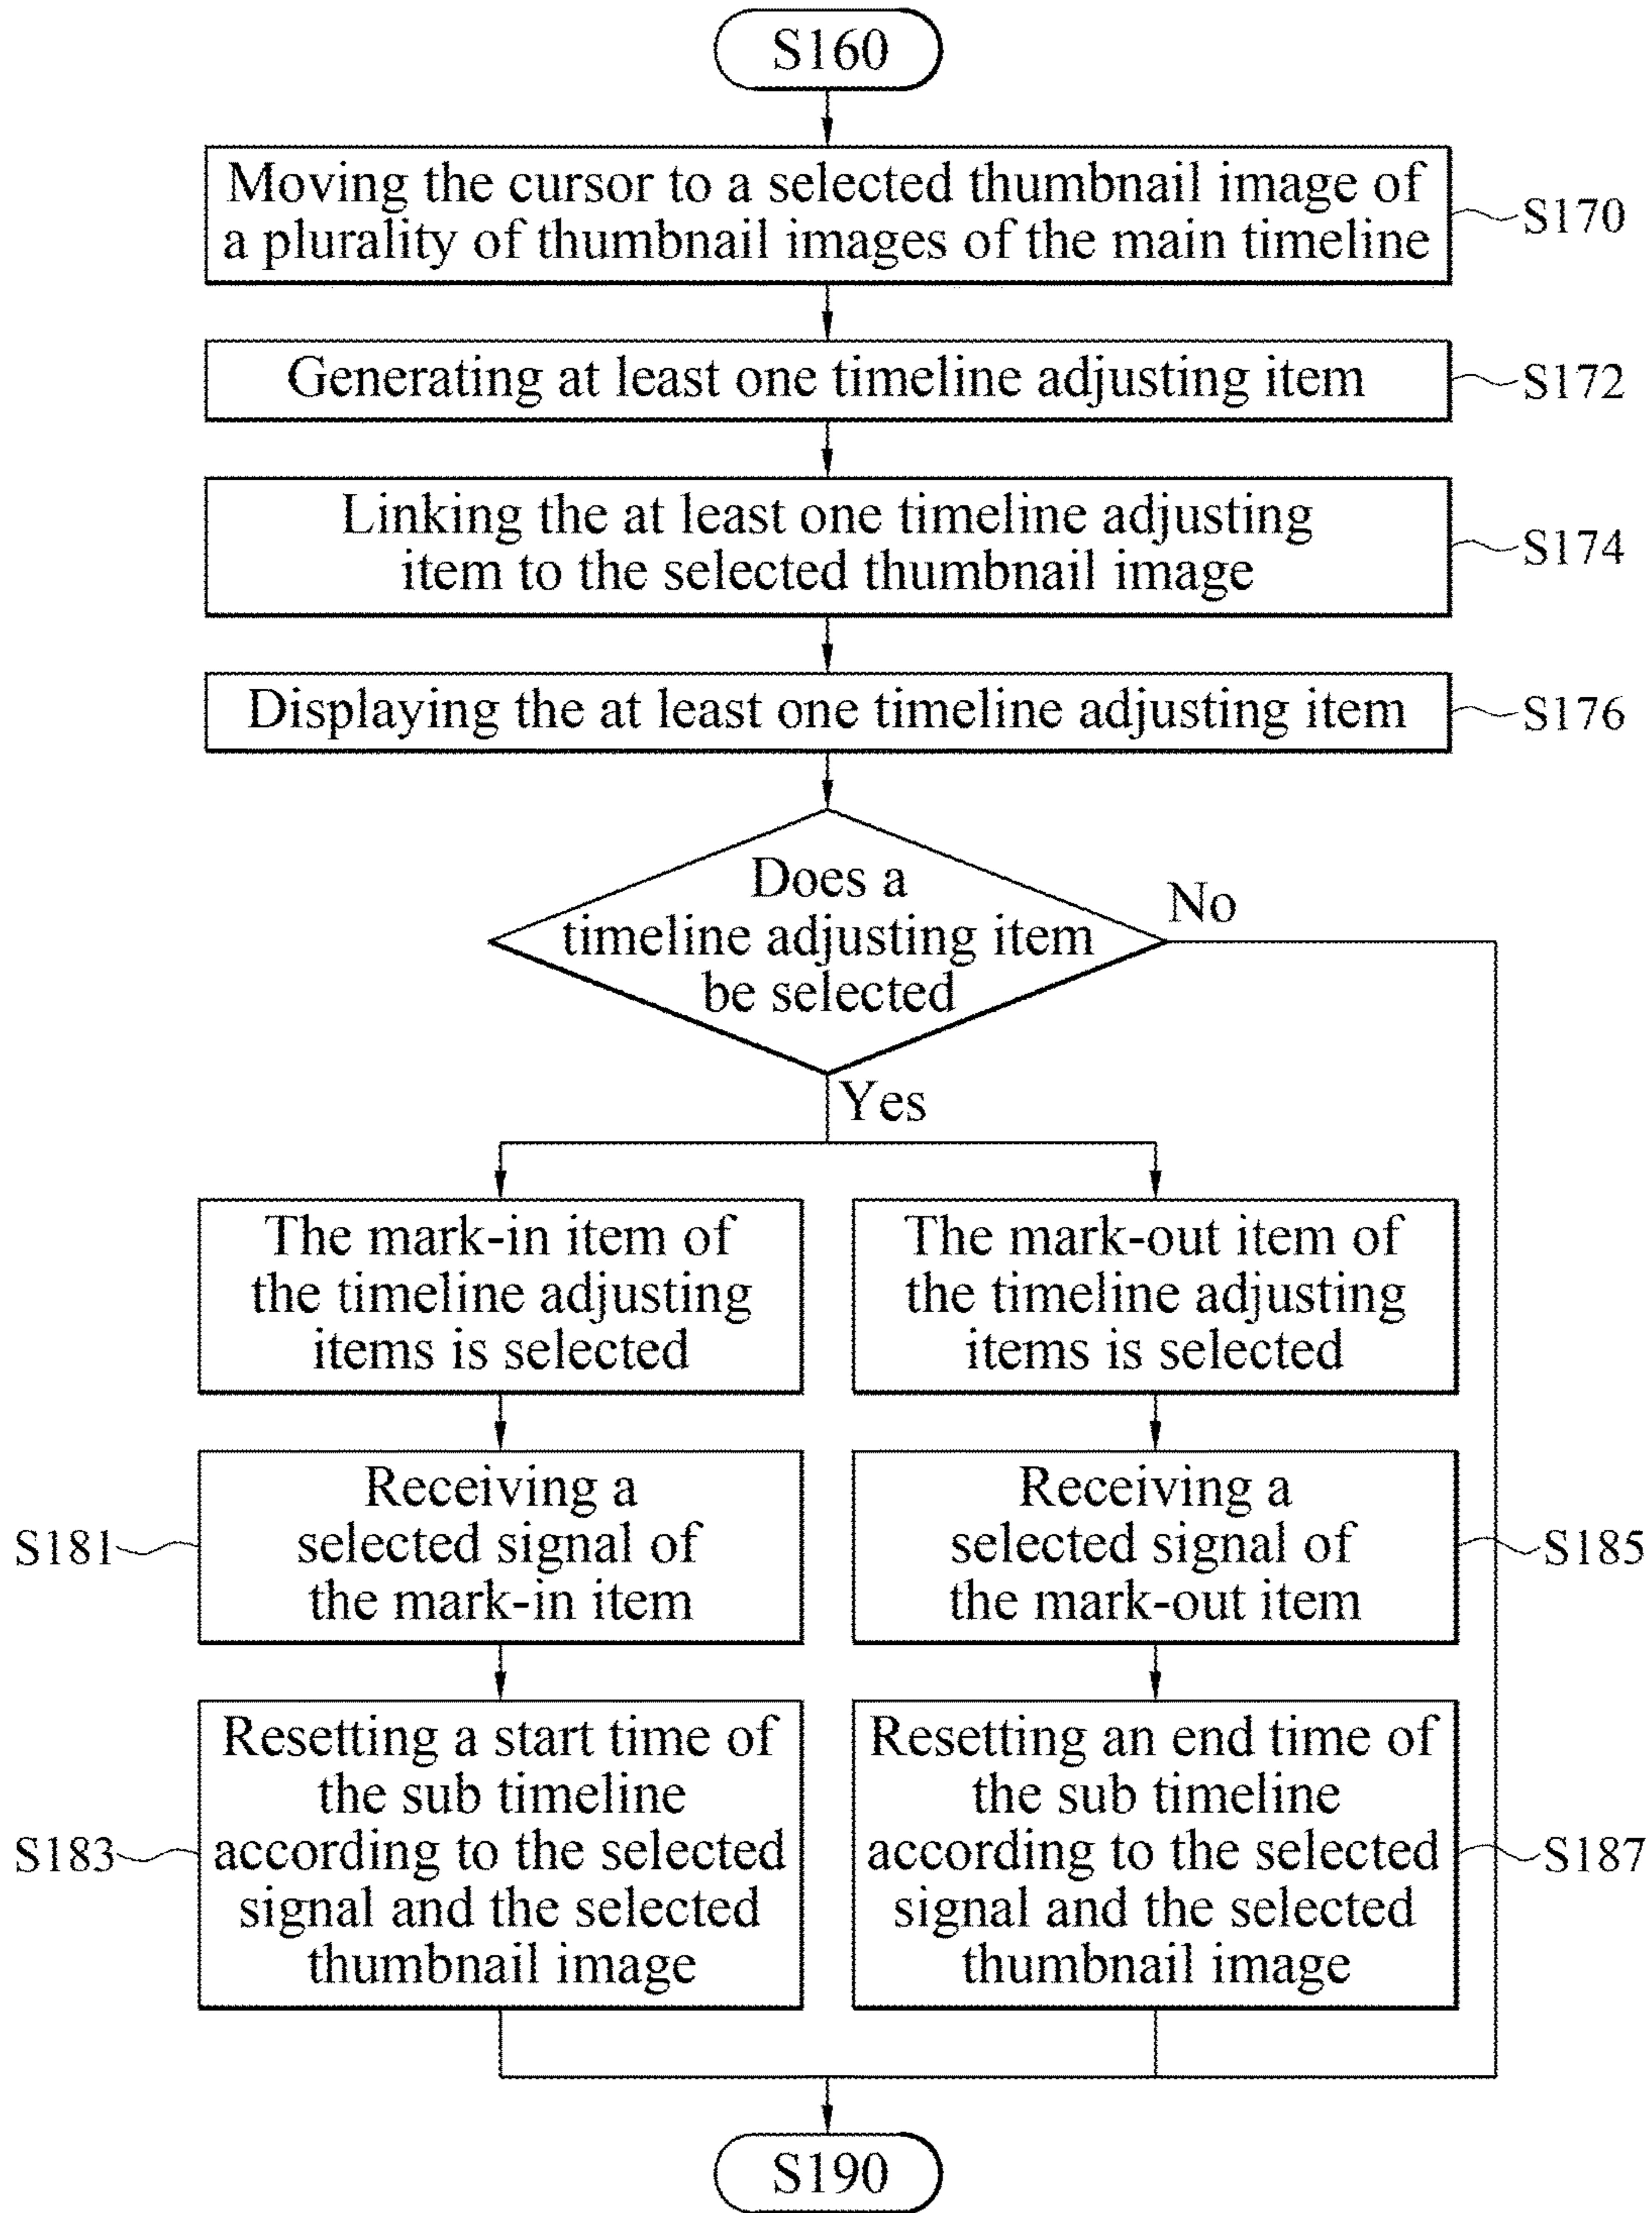 S160
Moving the cursor to a selected thumbnail image of
a plurality of thumbnail images of the main timeline
S170
Generating at least one timeline adjusting item
S172
Linking the at least one timeline adjusting
item to the selected thumbnail image
S174
Displaying the at least one timeline adjusting item
S176
Does a
timeline adjusting item
be selected
No
Yes
The mark-in item of
the timeline adjusting
items is selected
The mark-out item of
the timeline adjusting
items is selected
S181
Receiving a
selected signal of
the mark-in item
Receiving a
selected signal of
the mark-out item
S185
S183
Resetting a start time of
the sub timeline
according to the selected
signal and the selected
thumbnail image
Resetting an end time of
the sub timeline
according to the selected
signal and the selected
thumbnail image
S187
S190